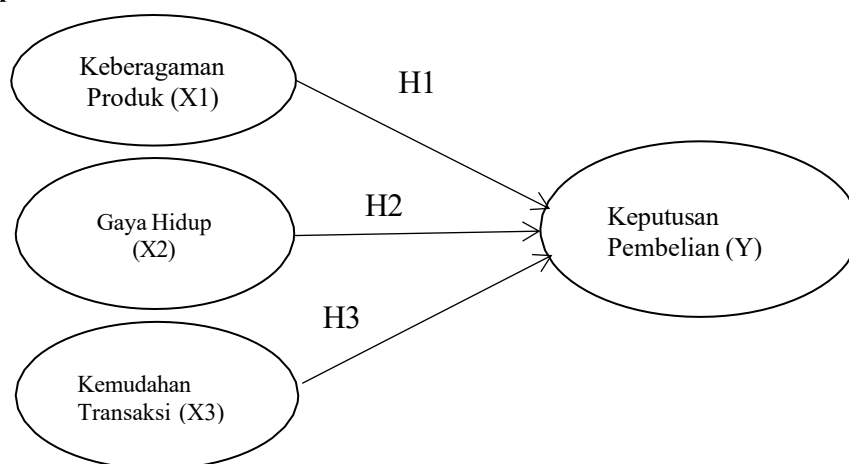 Keberagaman
Produk (X1)
H1
Gaya Hidup
(X2)
H2
Keputusan
Pembelian (Y)
H3
Kemudahan
Transaksi (X3)